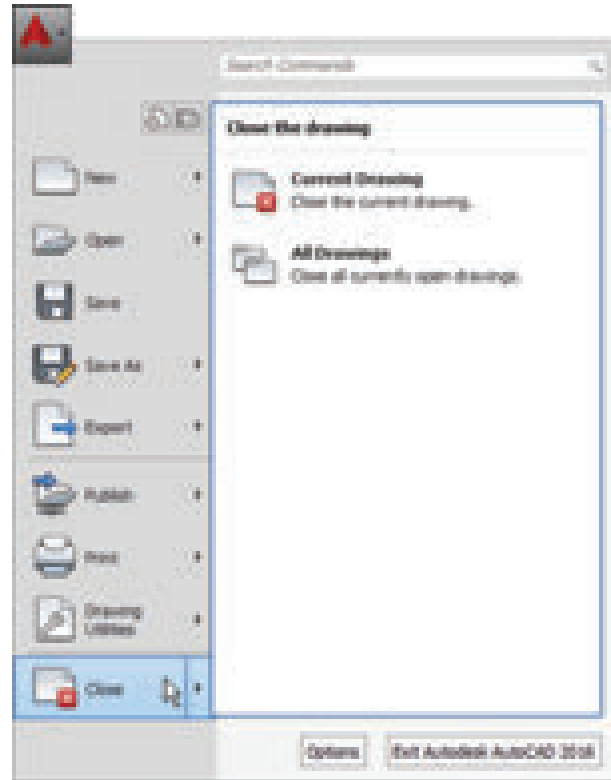 Search Commands
Close the drawing
New
Current Drawing
Close the current drawing.
Open
All Drawings
Close all currently open drawings.
Save
Save As
Export
Publish
Print
Drawing
Utilities
Close
Options
Exit Autodesk AutoCAD 2016